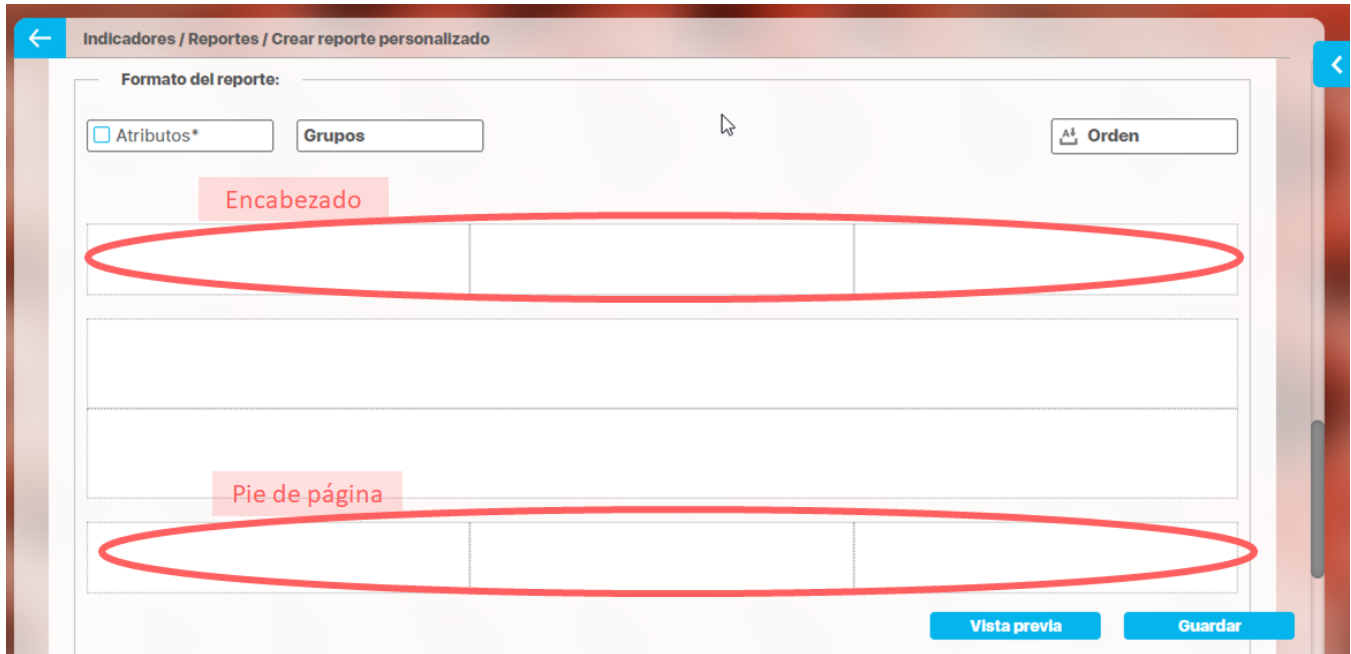 Indicadores / Reportes / Crear reporte personalizado
Formato del reporte:
Atributos*
Grupos
Orden
Encabezado
Pie de página
Vista previa
Guardar